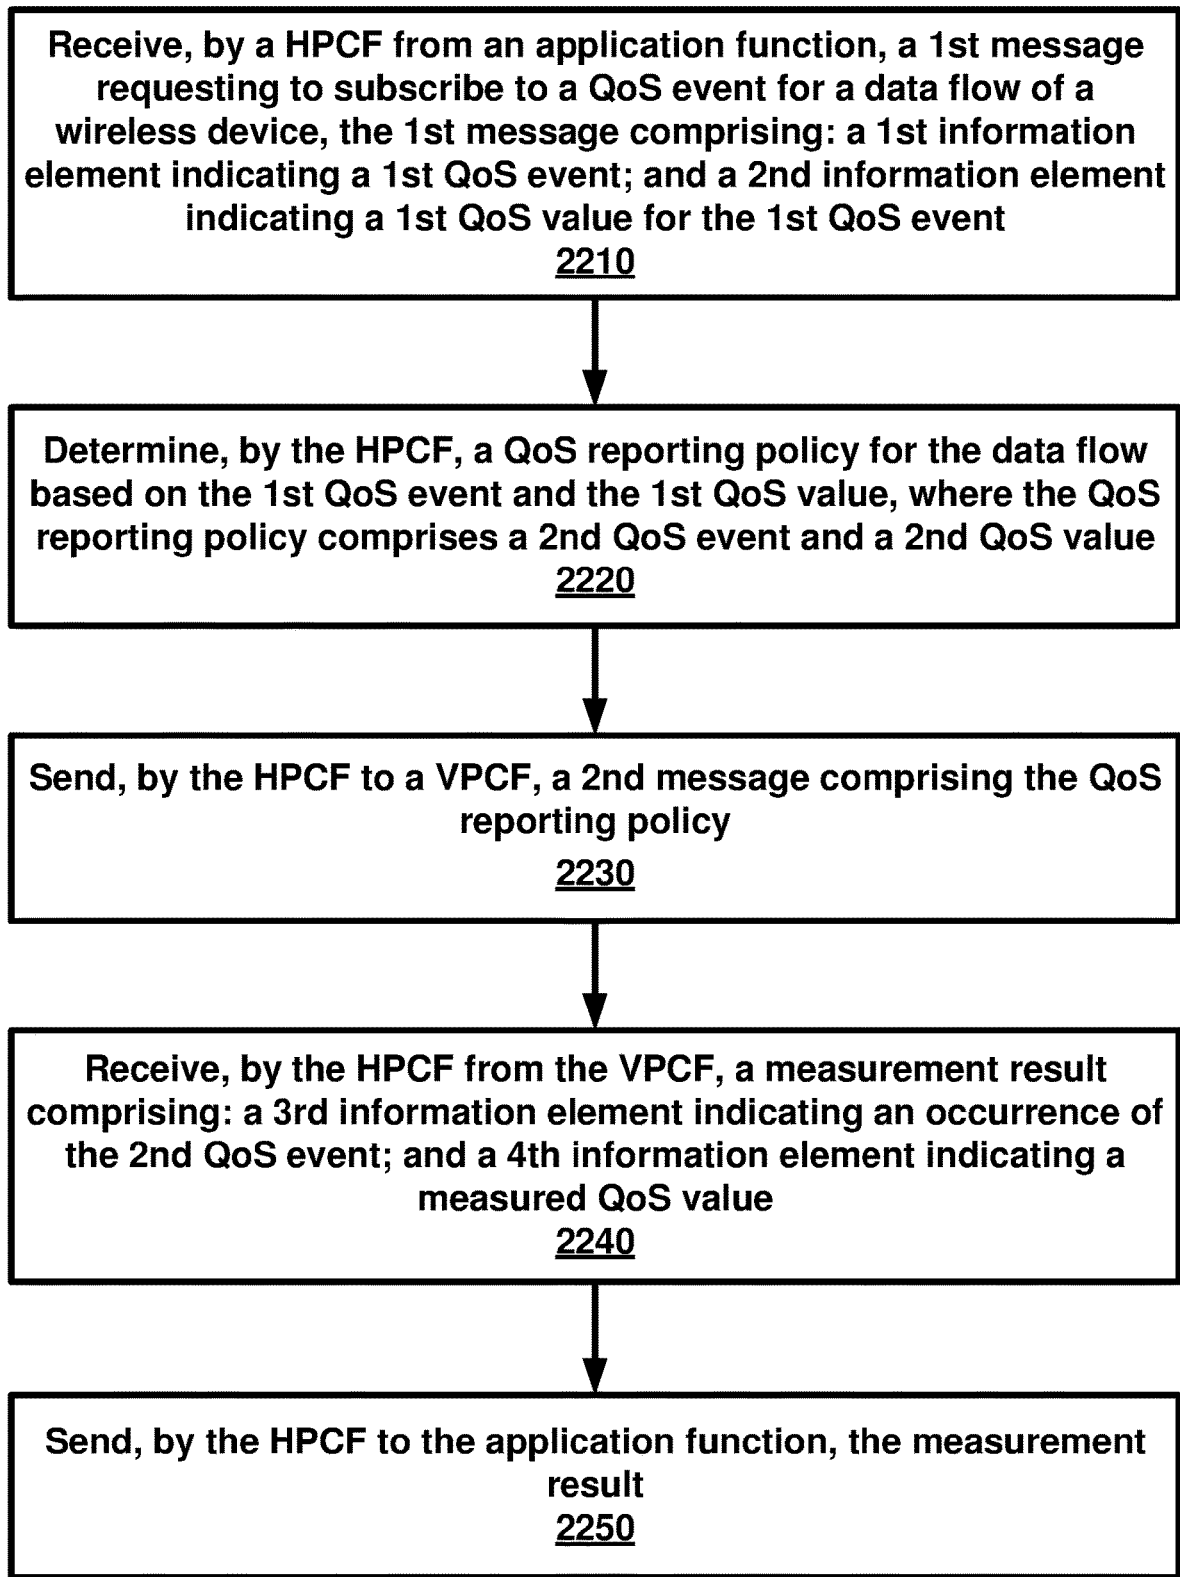 Receive, by a HPCF from an application function, a 1st message
requesting to subscribe to a QoS event for a data flow of a
wireless device, the 1st message comprising: a 1st information
element indicating a 1st QoS event; and a 2nd information element
indicating a 1st QoS value for the 1st QoS event
2210
Determine, by the HPCF, a QoS reporting policy for the data flow
based on the 1st QoS event and the 1st QoS value, where the QoS
reporting policy comprises a 2nd QoS event and a 2nd QoS value
2220
Send, by the HPCF to a VPCF, a 2nd message comprising the QoS
reporting policy
2230
Receive, by the HPCF from the VPCF, a measurement result
comprising: a 3rd information element indicating an occurrence of
the 2nd QoS event; and a 4th information element indicating a
measured QoS value
2240
Send, by the HPCF to the application function, the measurement
result
2250